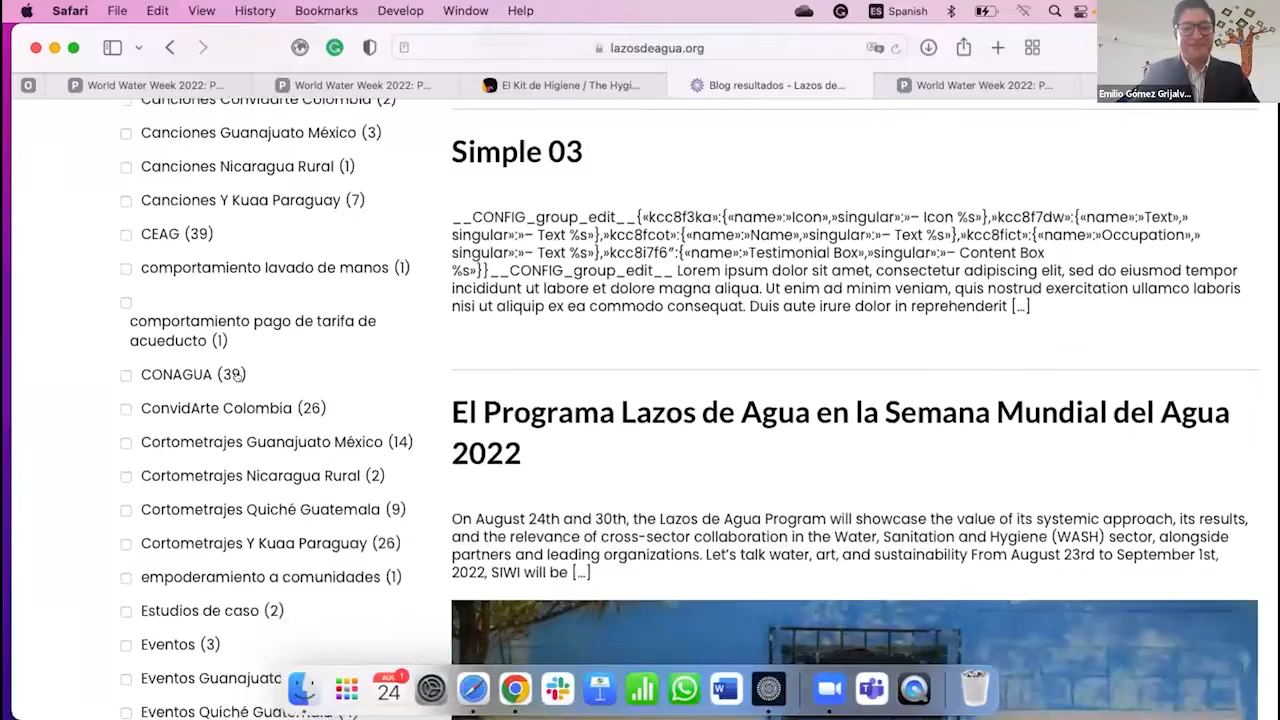 Safari File Edit View History Bookmarks Develop Window Help
ES Spanish
lazosdeagua.org
O
World Water Week 2022: P...
World Water Week 2022: P...
El Kit de Higiene / The Hygi...
Blog resultados - Lazos de...
World Water Week 2022: P...
Emilio Gómez Grijalv...
Canciones ConvidArte Colombia (2)
Canciones Guanajuato México (3)
Canciones Nicaragua Rural (1)
Canciones Y Kuaa Paraguay (7)
CEAG (39)
comportamiento lavado de manos (1)
comportamiento pago de tarifa de
acueducto (1)
CONAGUA (39)
ConvidArte Colombia (26)
Cortometrajes Guanajuato México (14)
Cortometrajes Nicaragua Rural (2)
Cortometrajes Quiché Guatemala (9)
Cortometrajes Y Kuaa Paraguay (26)
empoderamiento a comunidades (1)
Estudios de caso (2)
Eventos (3)
Eventos Guanajuato
Eventos Quiché
Simple 03
__CONFIG_group_edit__{«kcc8f3ka»:{«name»:»Icon»,»singular»:»– Icon %s»},»kcc8f7dw»:{«name»:»Text»,»
singular»:»– Text %s»},»kcc8fcot»:{«name»:»Name»,»singular»:»– Text %s»},»kcc8fict»:{«name»:»Occupation»,»
singular»:»– Text %s»},»kcc8i7f6″:{«name»:»Testimonial Box»,»singular»:»– Content Box
%s»}}__CONFIG_group_edit__ Lorem ipsum dolor sit amet, consectetur adipiscing elit, sed do eiusmod tempor
incididunt ut labore et dolore magna aliqua. Ut enim ad minim veniam, quis nostrud exercitation ullamco laboris
nisi ut aliquip ex ea commodo consequat. Duis aute irure dolor in reprehenderit [...]
El Programa Lazos de Agua en la Semana Mundial del Agua
2022
On August 24th and 30th, the Lazos de Agua Program will showcase the value of its systemic approach, its results,
and the relevance of cross-sector collaboration in the Water, Sanitation and Hygiene (WASH) sector, alongside
partners and leading organizations. Let's talk water, art, and sustainability From August 23rd to September 1st,
2022, SIWI will be [...]
AUG 1
24